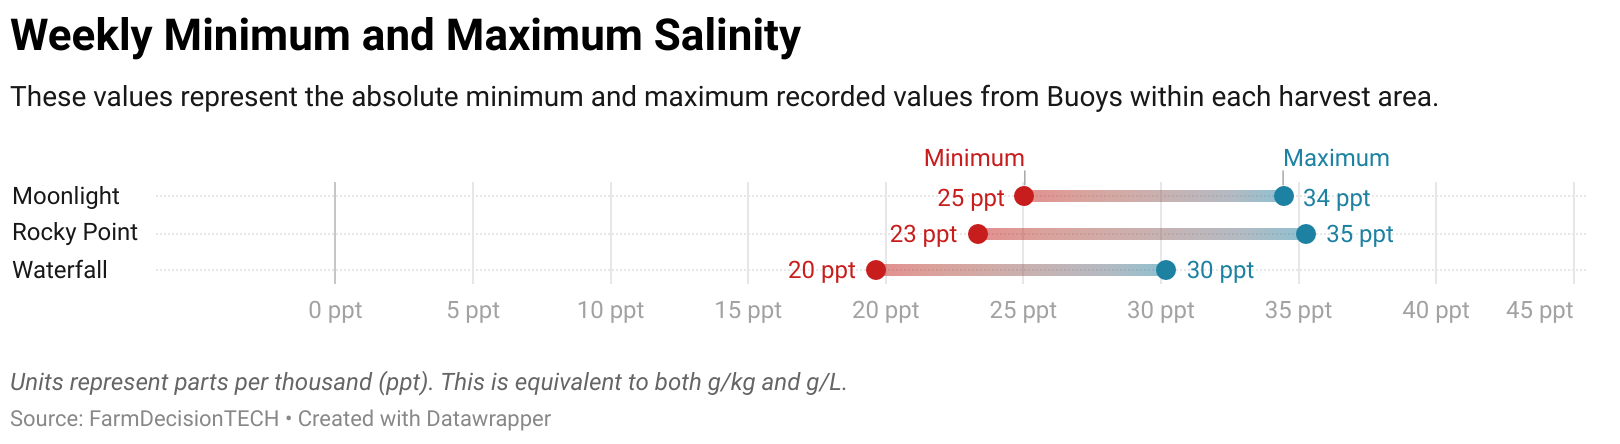 Weekly Minimum and Maximum Salinity
These values represent the absolute minimum and maximum recorded values from Buoys within each harvest area.
Minimum Maximum
Moonlight 25 ppt 34 ppt
Rocky Point 23 ppt 35 ppt
Waterfall 20 ppt 30 ppt
0 ppt 5 ppt 10 ppt 15 ppt 20 ppt 25 ppt 30 ppt 35 ppt 40 ppt 45 ppt
Units represent parts per thousand (ppt). This is equivalent to both g/kg and g/L.
Source: FarmDecisionTECH • Created with Datawrapper